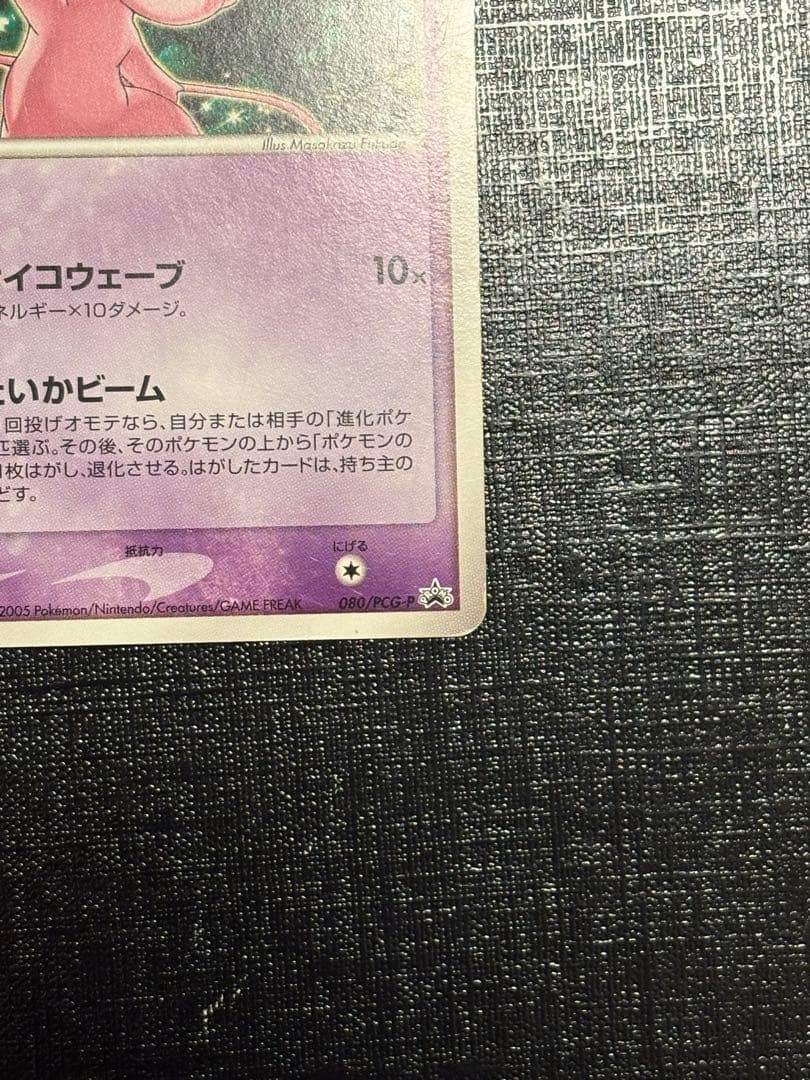 Illus. Masakazu Fukuda
イコウェーブ 10×
ネルギー×10ダメージ。
いかビーム
回投げオモテなら、自分または相手の「進化ポケ
匹選ぶ。その後、そのポケモンの上から「ポケモンの
1枚はがし、退化させる。はがしたカードは、持ち主の
どす。
抵抗力 にげる
2005 Pokémon/Nintendo/Creatures/GAME FREAK 080/PCG-P PROMO